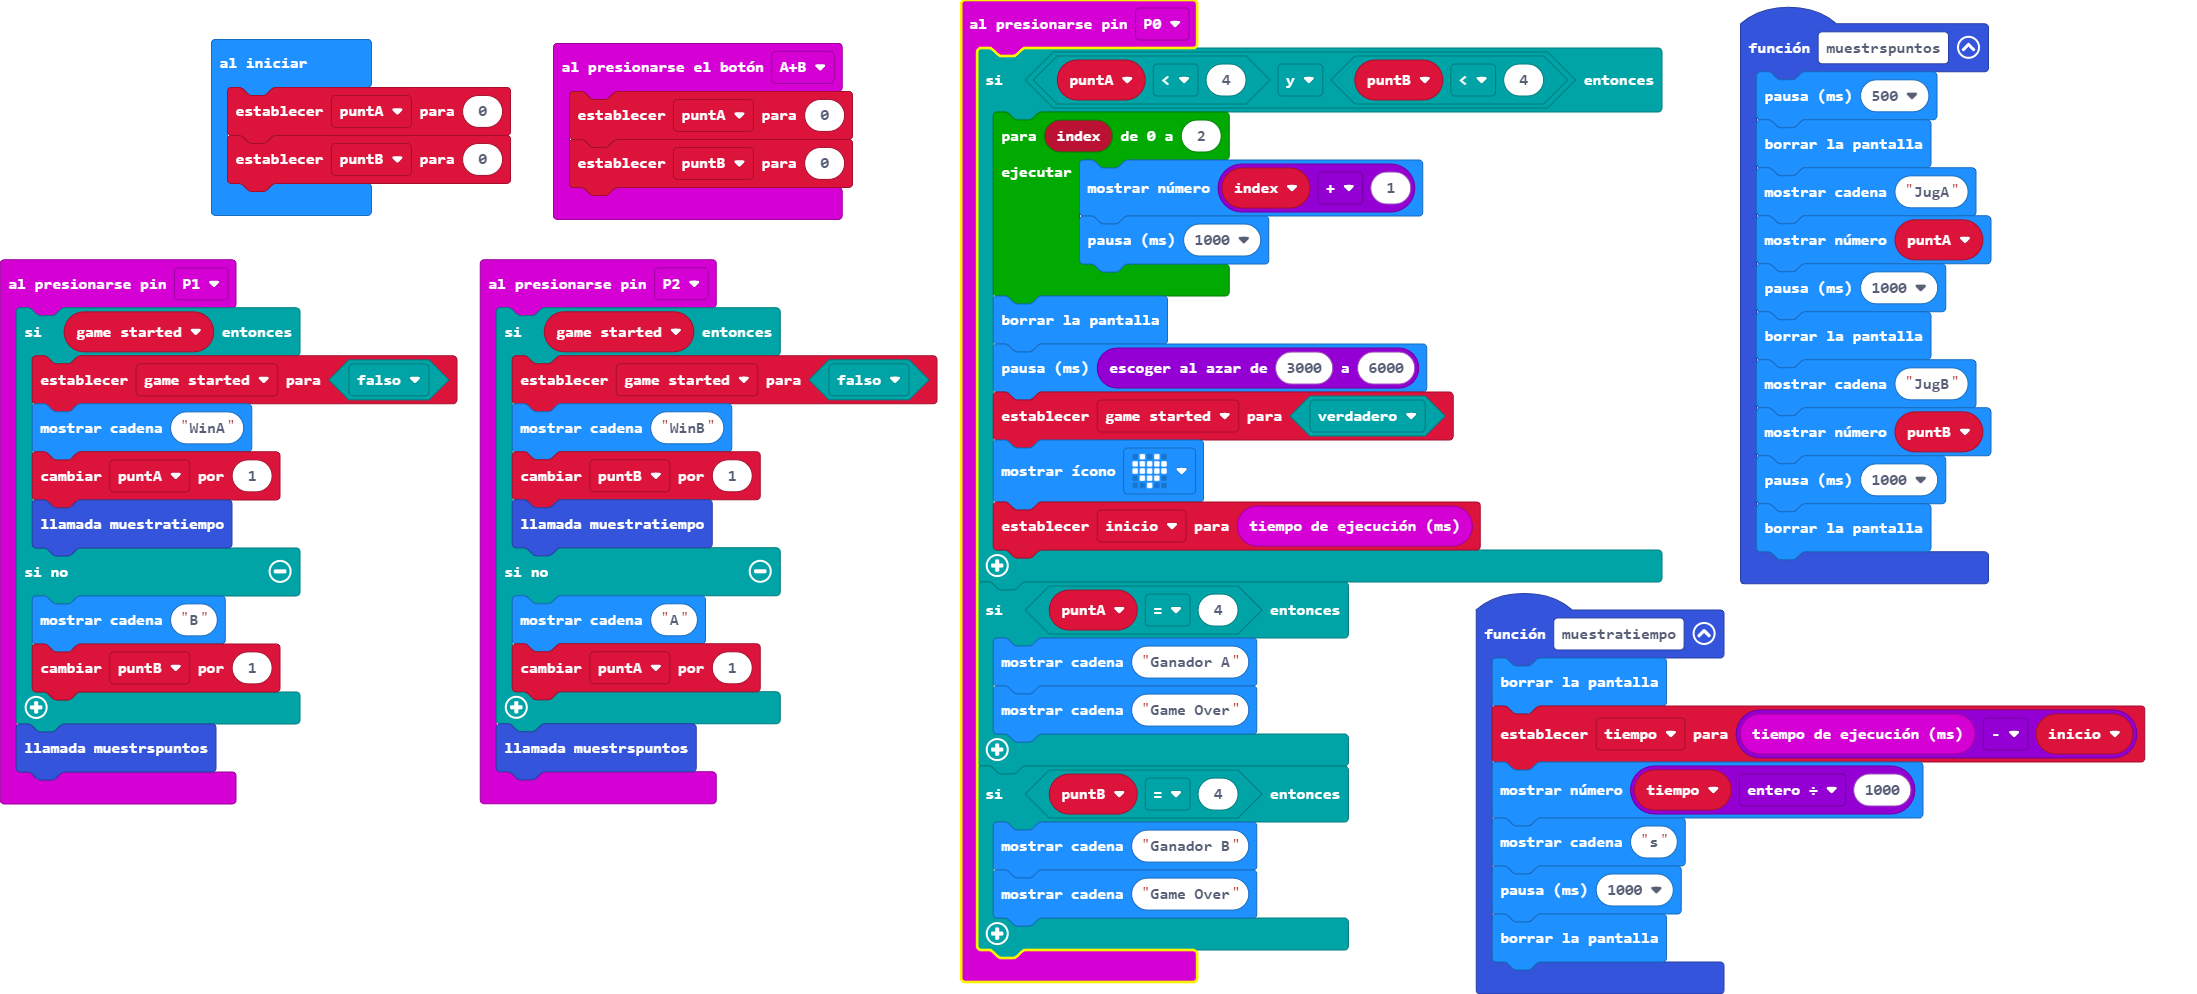 al iniciar
establecer puntA para 0
establecer puntB para 0
al presionarse el botón A+B
establecer puntA para 0
establecer puntB para 0
al presionarse pin P1
si game started entonces
establecer game started para falso
mostrar cadena "WinA"
cambiar puntA por 1
llamada muestratiempo
si no
mostrar cadena "B"
cambiar puntB por 1
llamada muestrspuntos
al presionarse pin P2
si game started entonces
establecer game started para falso
mostrar cadena "WinB"
cambiar puntB por 1
llamada muestratiempo
si no
mostrar cadena "A"
cambiar puntA por 1
llamada muestrspuntos
al presionarse pin P0
si puntA < 4 y puntB < 4 entonces
para index de 0 a 2
ejecutar mostrar número index + 1
pausa (ms) 1000
borrar la pantalla
pausa (ms) escoger al azar de 3000 a 6000
establecer game started para verdadero
mostrar ícono
establecer inicio para tiempo de ejecución (ms)
si puntA = 4 entonces
mostrar cadena "Ganador A"
mostrar cadena "Game Over"
si puntB = 4 entonces
mostrar cadena "Ganador B"
mostrar cadena "Game Over"
función muestrspuntos
pausa (ms) 500
borrar la pantalla
mostrar cadena "JugA"
mostrar número puntA
pausa (ms) 1000
borrar la pantalla
mostrar cadena "JugB"
mostrar número puntB
pausa (ms) 1000
borrar la pantalla
función muestratiempo
borrar la pantalla
establecer tiempo para tiempo de ejecución (ms) - inicio
mostrar número tiempo entero ÷ 1000
mostrar cadena "s"
pausa (ms) 1000
borrar la pantalla